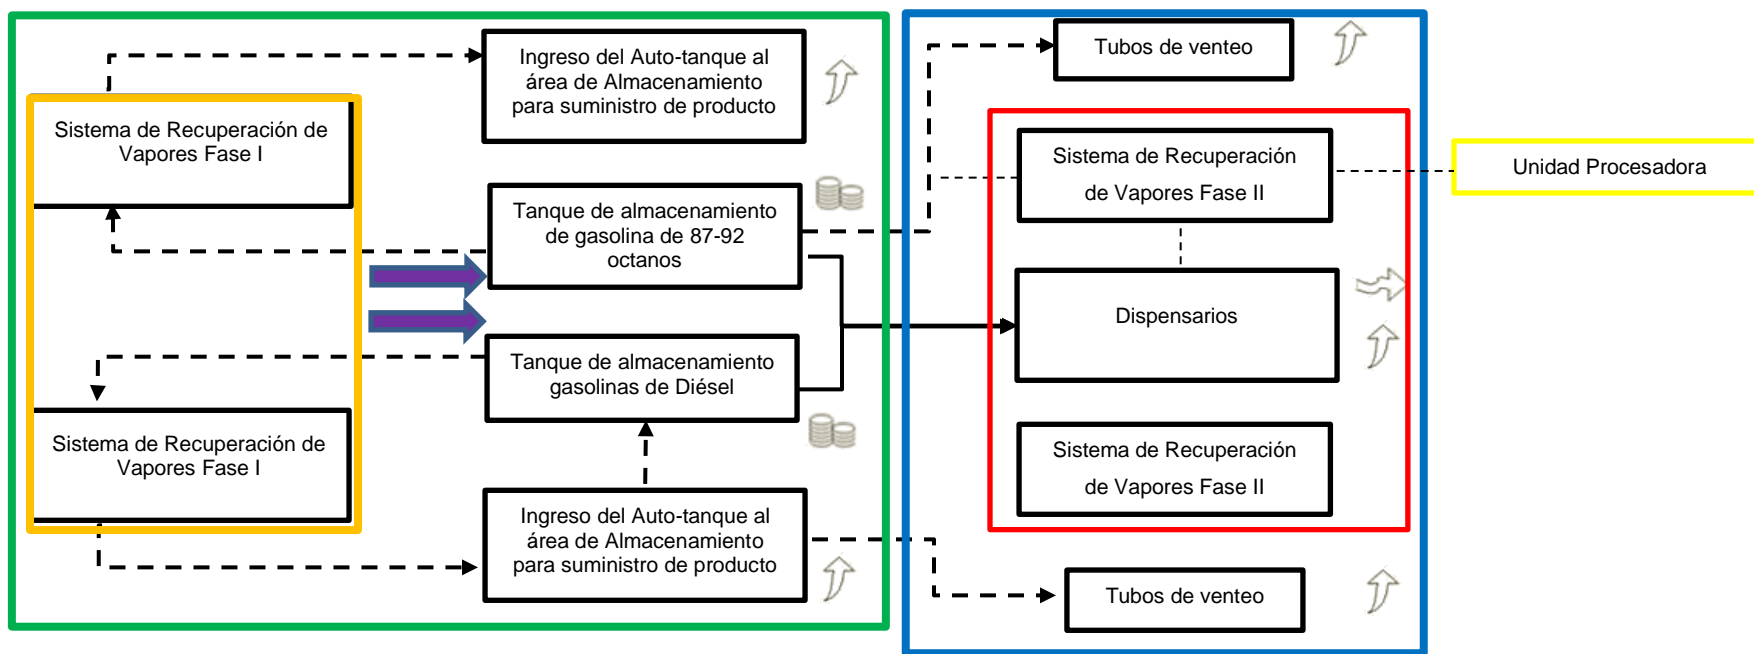 Ingreso del Auto-tanque al
área de Almacenamiento
para suministro de producto
Sistema de Recuperación de
Vapores Fase I
Tanque de almacenamiento
de gasolina de 87-92
octanos
Tanque de almacenamiento
gasolinas de Diésel
Sistema de Recuperación de
Vapores Fase I
Ingreso del Auto-tanque al
área de Almacenamiento
para suministro de producto
Tubos de venteo
Sistema de Recuperación
de Vapores Fase II
Unidad Procesadora
Dispensarios
Sistema de Recuperación
de Vapores Fase II
Tubos de venteo